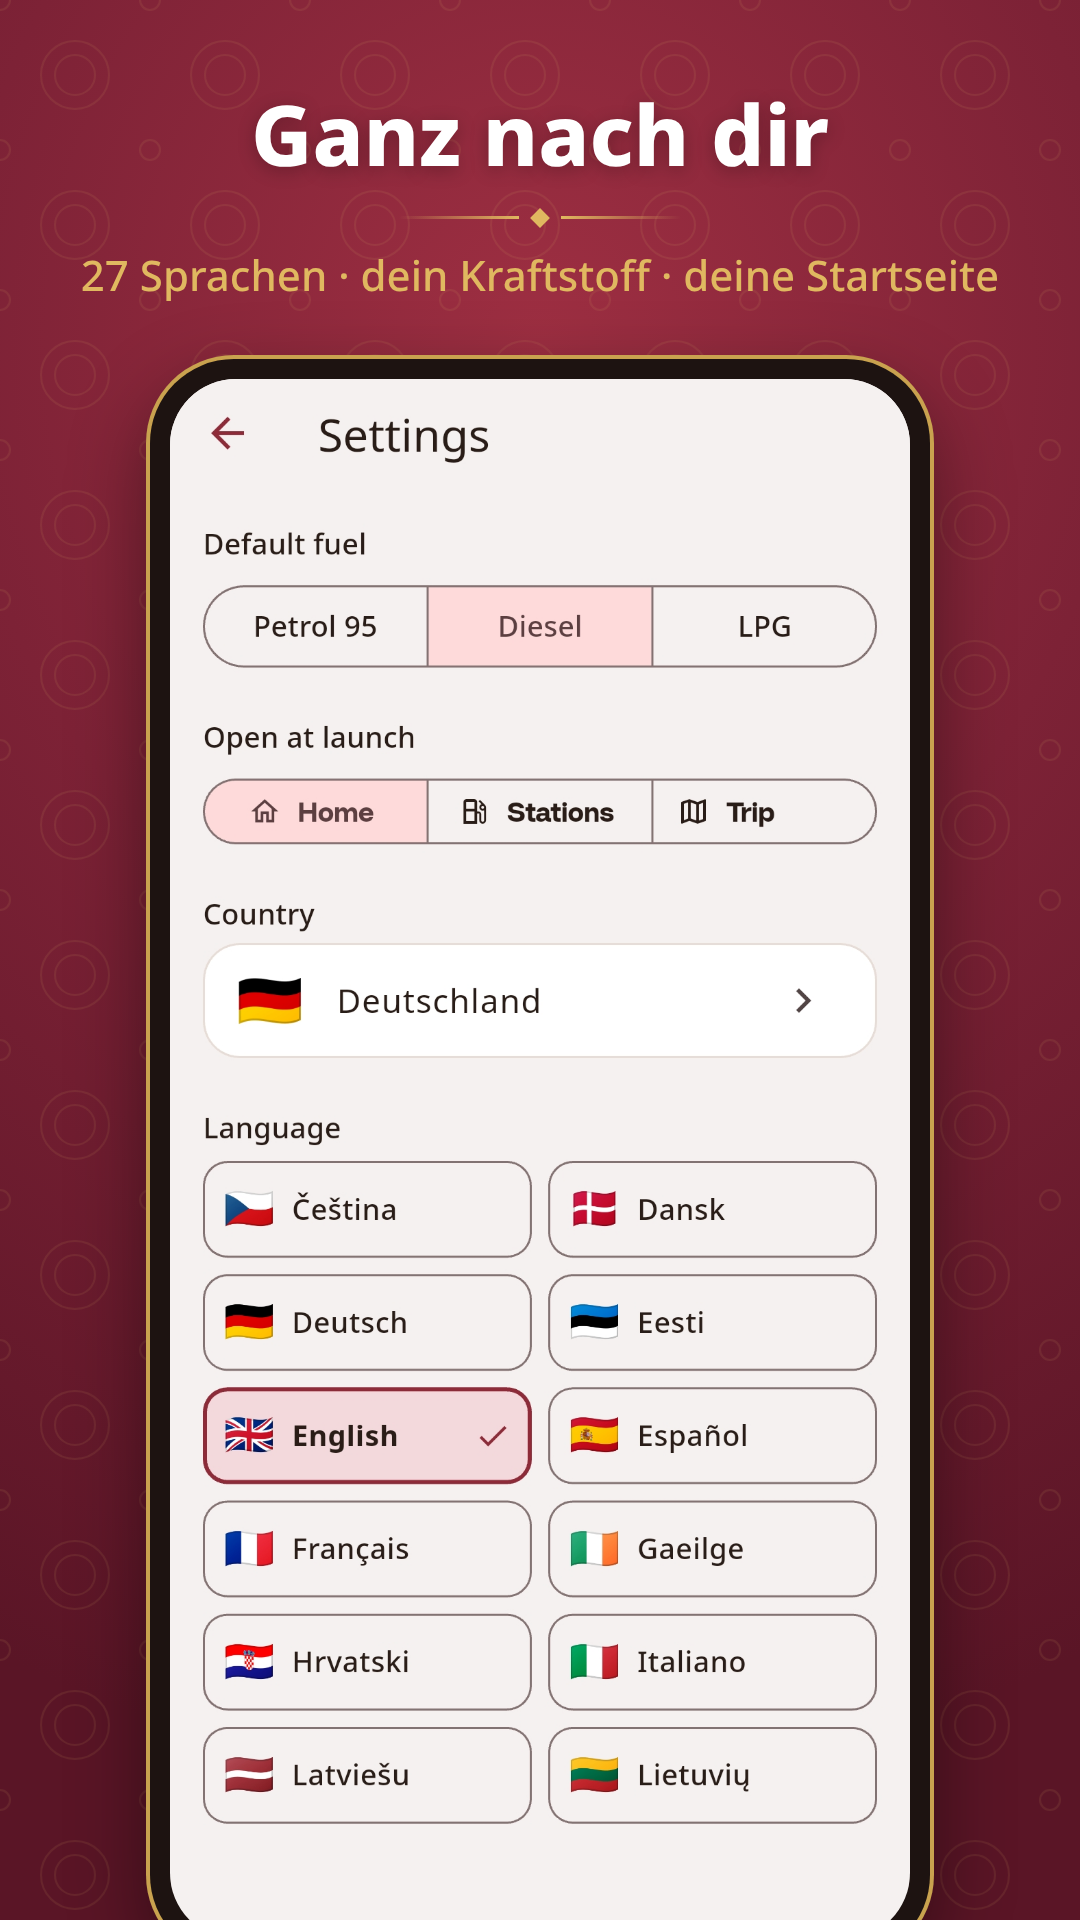 Ganz nach dir
27 Sprachen · dein Kraftstoff · deine Startseite
Settings
Default fuel
Petrol 95 Diesel LPG
Open at launch
Home Stations Trip
Country
Deutschland
Language
Čeština Dansk
Deutsch Eesti
English Español
Français Gaeilge
Hrvatski Italiano
Latviešu Lietuvių